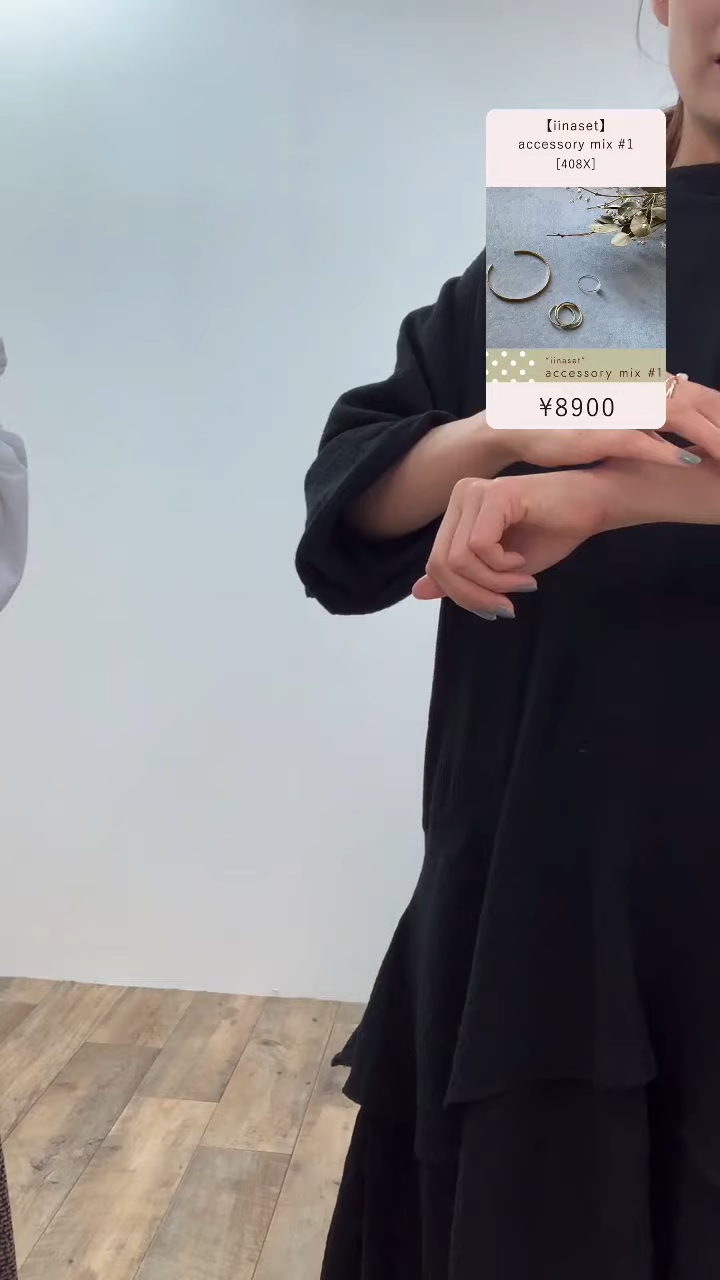 【iinaset】
accessory mix #1
[408X]
"iinaset"
accessory mix #1
¥8900